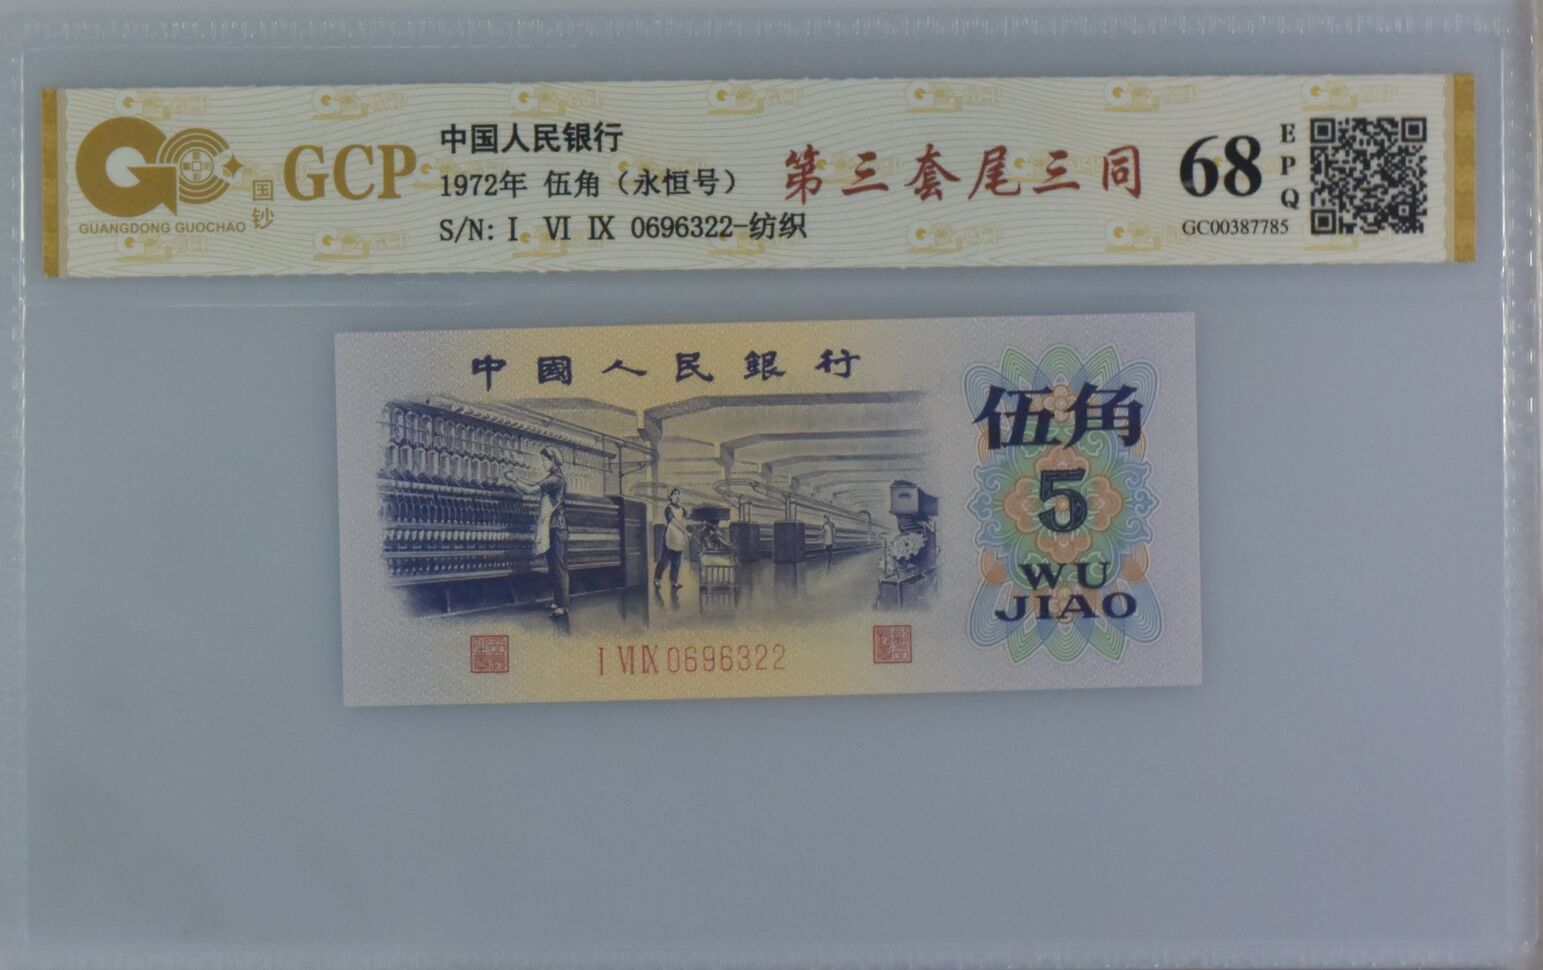 GUANGDONG GUOCHAO
国钞
GCP
中国人民银行
1972年 伍角（永恒号）
S/N: I Ⅵ Ⅸ 0696322-纺织
第三套尾三同
68
EPQ
GC00387785
中國人民銀行
伍角
5
WU
JIAO
I VI IX 0696322